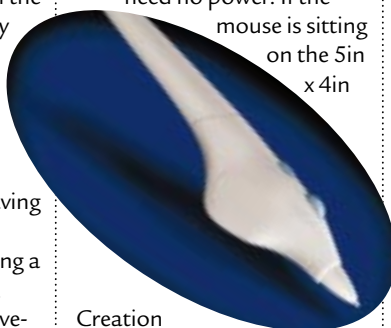 n the
y
ving
ng a
ve-
need no power. If the
mouse is sitting
on the 5in
x 4in
Creation